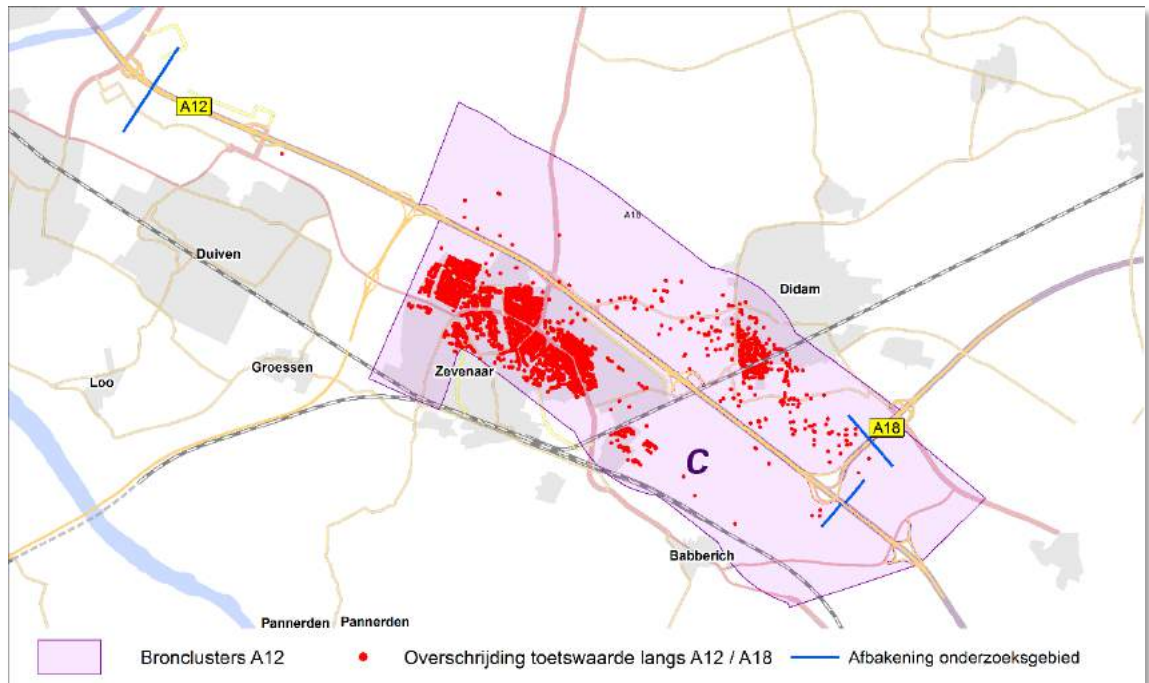 A12
A18
Duiven
Didam
Groessen
Zevenaar
Loo
A18
C
Babberich
Pannerden Pannerden
Bronclusters A12 Overschrijding toetswaarde langs A12 / A18 Afbakening onderzoeksgebied